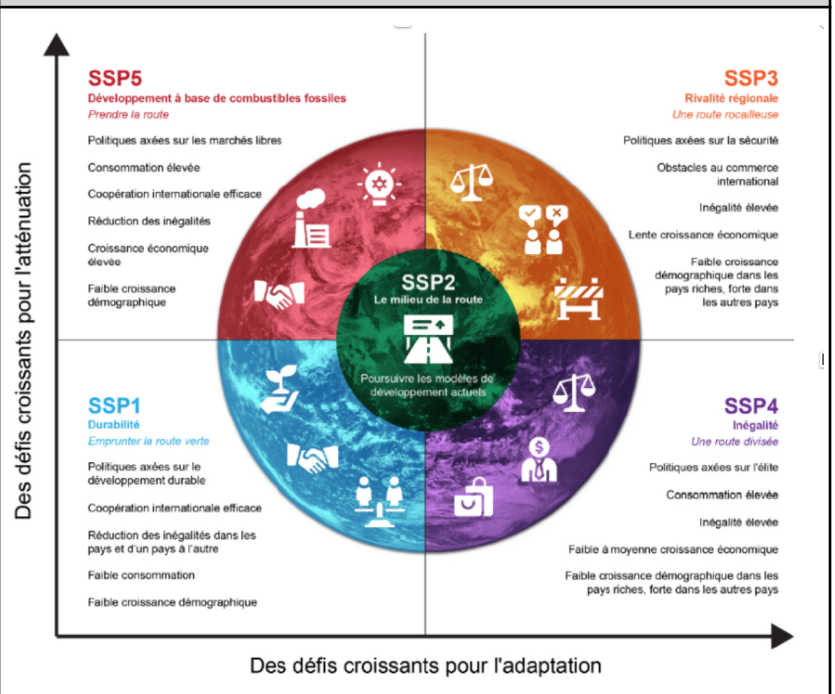 Des défis croissants pour l'atténuation
SSP5
Développement à base de combustibles fossiles
Prendre la route
Politiques axées sur les marchés libres
Consommation élevée
Coopération internationale efficace
Réduction des inégalités
Croissance économique
élevée
Faible croissance
démographique
SSP3
Rivalité régionale
Une route rocailleuse
Politiques axées sur la sécurité
Obstacles au commerce
international
Inégalité élevée
Lente croissance économique
Faible croissance
démographique dans les
pays riches, forte dans
les autres pays
SSP2
Le milieu de la route
Poursuivre les modèles de
développement actuels
SSP1
Durabilité
Emprunter la route verte
Politiques axées sur le
développement durable
Coopération internationale efficace
Réduction des inégalités dans les
pays et d'un pays à l'autre
Faible consommation
Faible croissance démographique
SSP4
Inégalité
Une route divisée
Politiques axées sur l'élite
Consommation élevée
Inégalité élevée
Faible à moyenne croissance économique
Faible croissance démographique dans les
pays riches, forte dans les autres pays
Des défis croissants pour l'adaptation